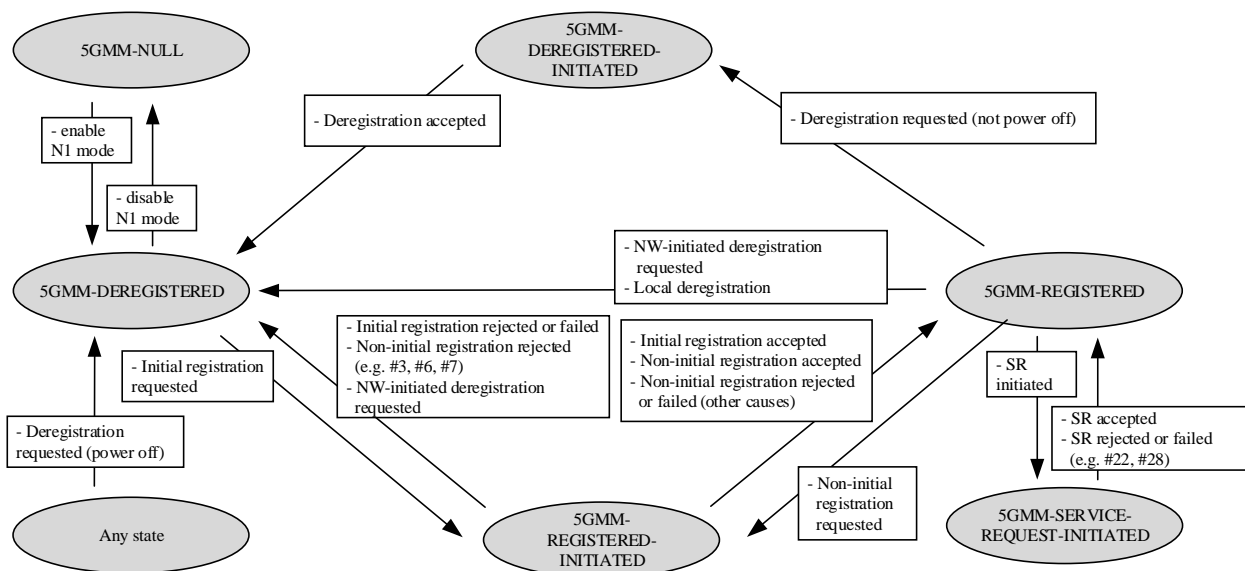 5GMM-NULL
5GMM-
DEREGISTERED-
INITIATED
- Deregistration accepted
- Deregistration requested (not power off)
- enable
N1 mode
- disable
N1 mode
- NW-initiated deregistration
requested
- Local deregistration
5GMM-DEREGISTERED
5GMM-REGISTERED
- Initial registration
requested
- Initial registration rejected or failed
- Non-initial registration rejected
(e.g. #3, #6, #7)
- NW-initiated deregistration
requested
- Initial registration accepted
- Non-initial registration accepted
- Non-initial registration rejected
or failed (other causes)
- SR
initiated
- Deregistration
requested (power off)
- SR accepted
- SR rejected or failed
(e.g. #22, #28)
- Non-initial
registration
requested
Any state
5GMM-
REGISTERED-
INITIATED
5GMM-SERVICE-
REQUEST-INITIATED